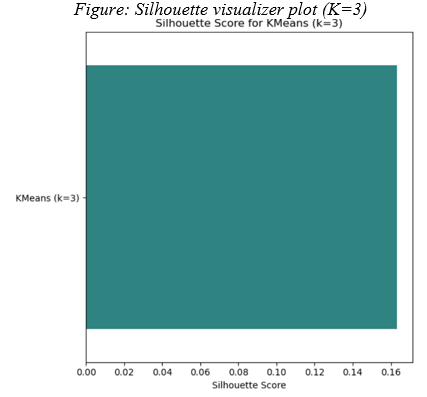 Figure: Silhouette visualizer plot (K=3)
Silhouette Score for KMeans (k=3)
KMeans (k=3)
0.00 0.02 0.04 0.06 0.08 0.10 0.12 0.14 0.16
Silhouette Score